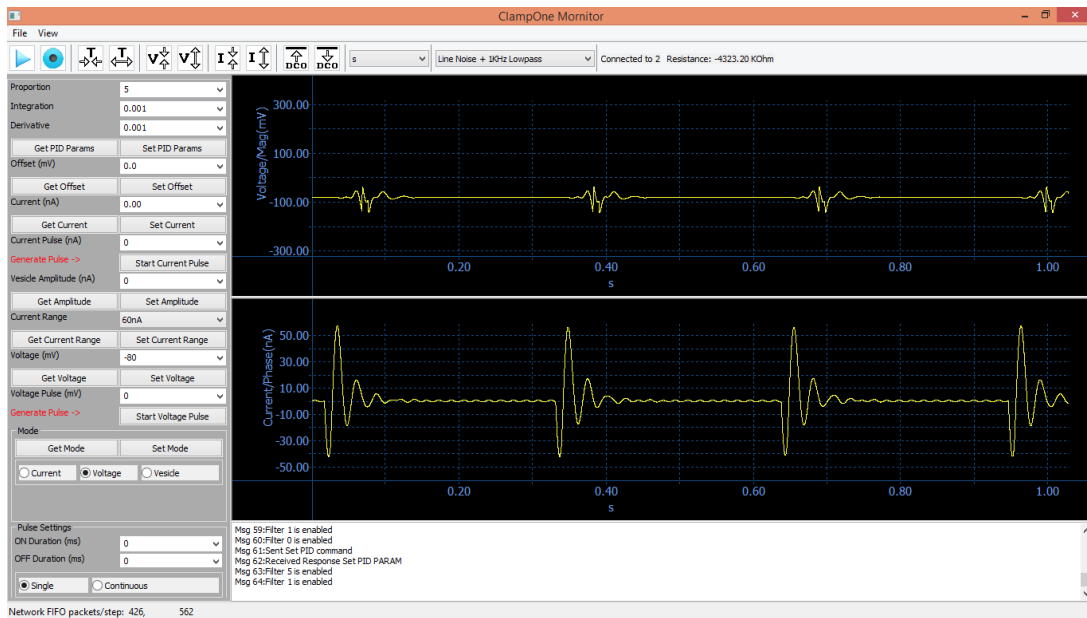 ClampOne Mornitor
File View
T T V V I I DCO DCO s Line Noise + 1KHz Lowpass Connected to 2 Resistance: -4323.20 KOhm
Proportion 5
Integration 0.001
Derivative 0.001
Get PID Params Set PID Params
Offset (mV) 0.0
Get Offset Set Offset
Current (nA) 0.00
Get Current Set Current
Current Pulse (nA) 0
Generate Pulse -> Start Current Pulse
Veside Amplitude (nA) 0
Get Amplitude Set Amplitude
Current Range 60nA
Get Current Range Set Current Range
Voltage (mV) -80
Get Voltage Set Voltage
Voltage Pulse (mV) 0
Generate Pulse -> Start Voltage Pulse
Mode
Get Mode Set Mode
Current Voltage Veside
Pulse Settings
ON Duration (ms) 0
OFF Duration (ms) 0
Single Continuous
Voltage/Mag(mV)
300.00
100.00
-100.00
-300.00
0.20 0.40 0.60 0.80 1.00
s
Current/Phase(nA)
50.00
30.00
10.00
-10.00
-30.00
-50.00
0.20 0.40 0.60 0.80 1.00
s
Msg 59:Filter 1 is enabled
Msg 60:Filter 0 is enabled
Msg 61:Sent Set PID command
Msg 62:Received Response Set PID PARAM
Msg 63:Filter 5 is enabled
Msg 64:Filter 1 is enabled
Network FIFO packets/step: 426, 562